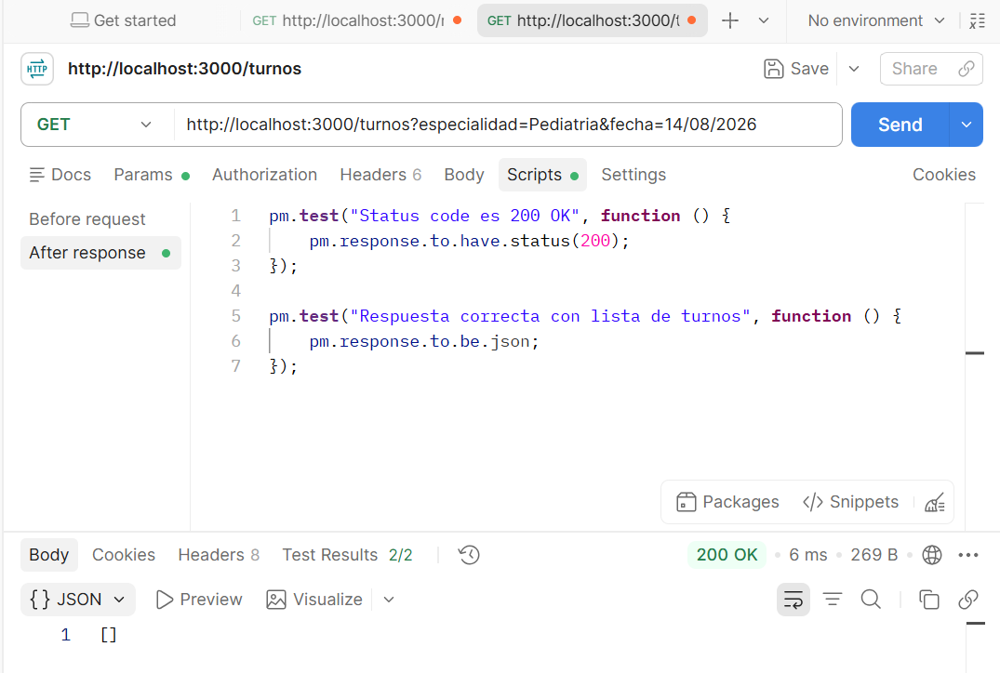 Get started GET http://localhost:3000/r GET http://localhost:3000/t No environment
HTTP http://localhost:3000/turnos Save Share
GET http://localhost:3000/turnos?especialidad=Pediatria&fecha=14/08/2026 Send
Docs Params Authorization Headers 6 Body Scripts Settings Cookies
Before request
After response
1 pm.test("Status code es 200 OK", function () {
2 pm.response.to.have.status(200);
3 });
4
5 pm.test("Respuesta correcta con lista de turnos", function () {
6 pm.response.to.be.json;
7 });
Packages </> Snippets
Body Cookies Headers 8 Test Results 2/2 200 OK • 6 ms • 269 B
{} JSON Preview Visualize
1 []